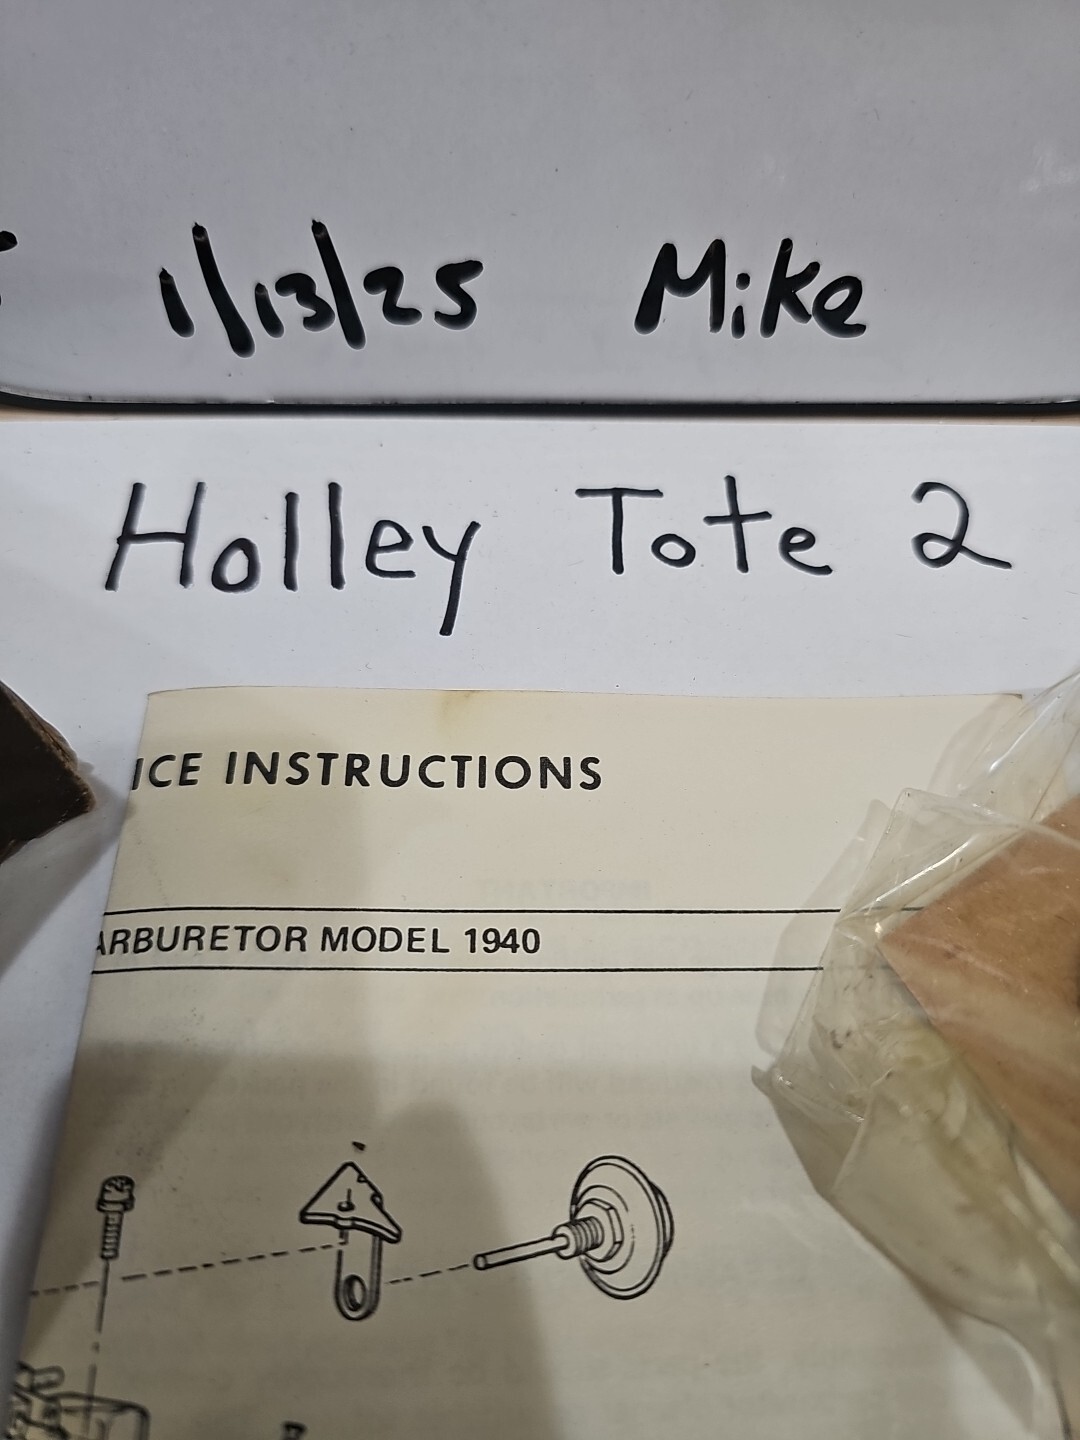 1/13/25 Mike
Holley Tote 2
ICE INSTRUCTIONS
ARBURETOR MODEL 1940